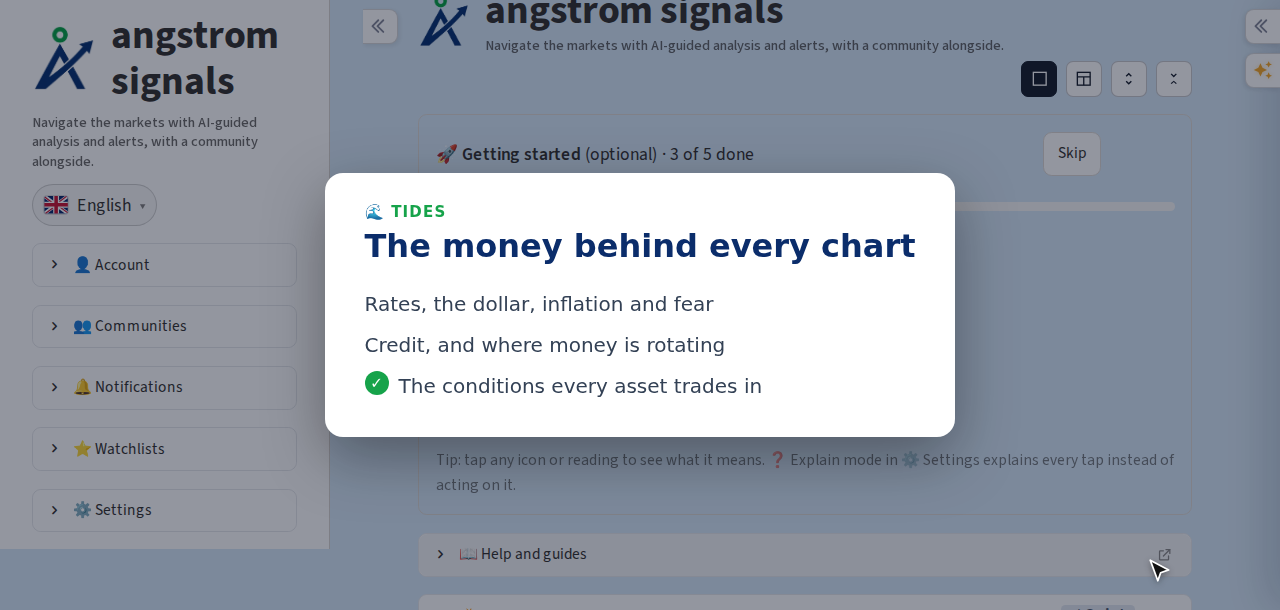 angstrom
signals
Navigate the markets with AI-guided
analysis and alerts, with a community
alongside.
English
Account
Communities
Notifications
Watchlists
Settings
angstrom signals
Navigate the markets with AI-guided analysis and alerts, with a community alongside.
Getting started (optional) · 3 of 5 done
Skip
TIDES
The money behind every chart
Rates, the dollar, inflation and fear
Credit, and where money is rotating
The conditions every asset trades in
Tip: tap any icon or reading to see what it means. ❓ Explain mode in ⚙️ Settings explains every tap instead of
acting on it.
Help and guides